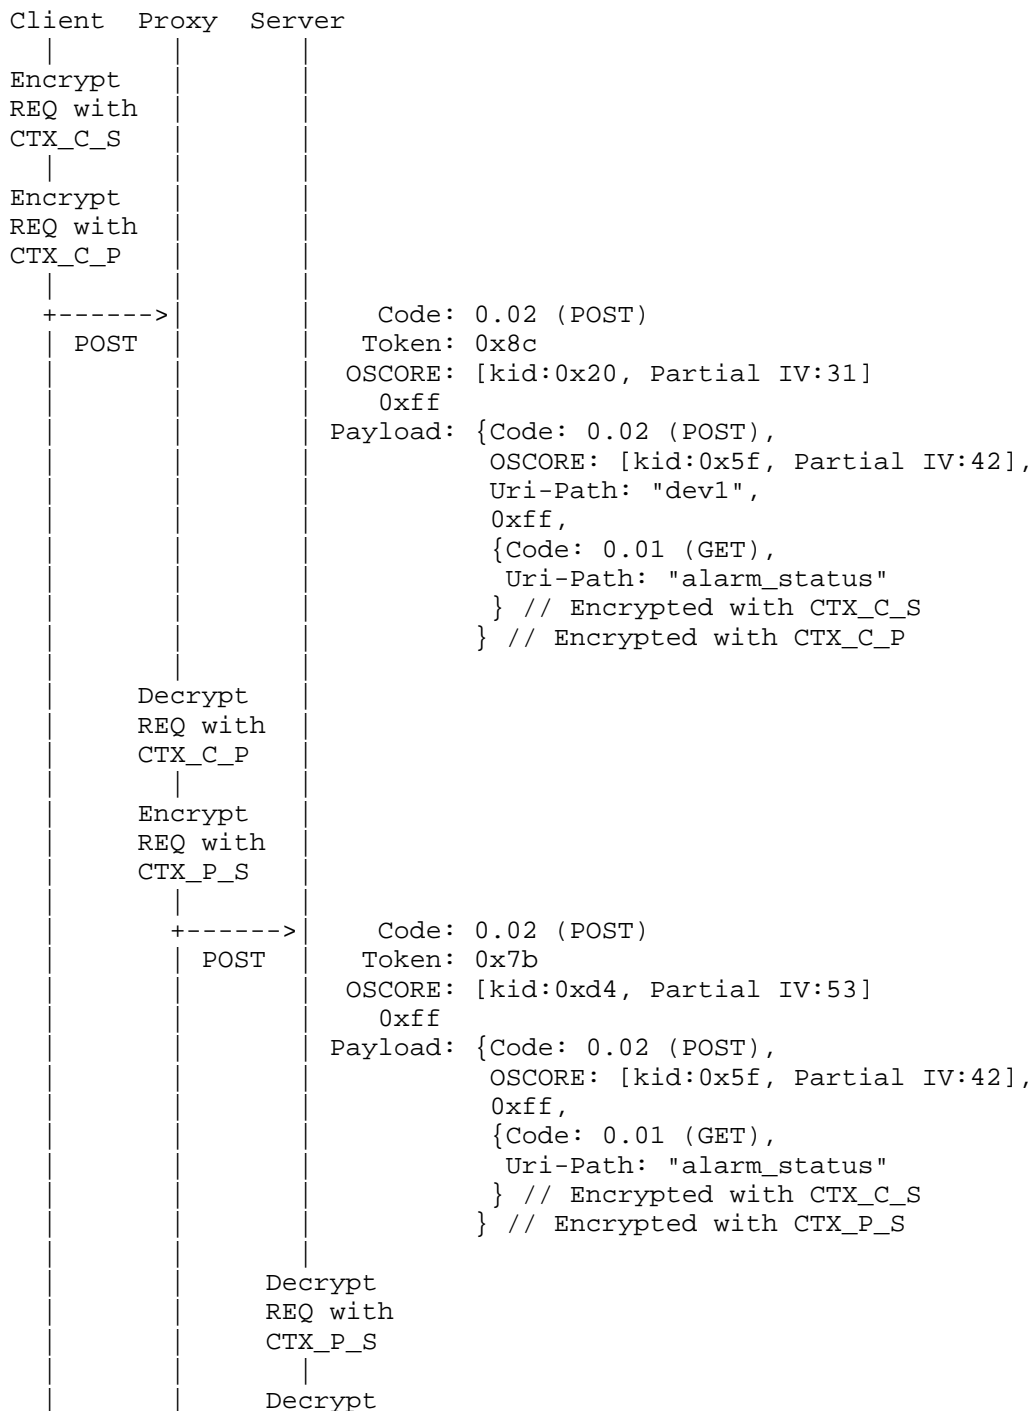 Client  Proxy  Server
  |       |       |
Encrypt   |       |
REQ with  |       |
CTX_C_S   |       |
  |       |       |
Encrypt   |       |
REQ with  |       |
CTX_C_P   |       |
  |       |       |
  +------>|       |    Code: 0.02 (POST)
  | POST  |       |   Token: 0x8c
  |       |       |  OSCORE: [kid:0x20, Partial IV:31]
  |       |       |    0xff
  |       |       | Payload: {Code: 0.02 (POST),
  |       |       |           OSCORE: [kid:0x5f, Partial IV:42],
  |       |       |           Uri-Path: "dev1",
  |       |       |           0xff,
  |       |       |           {Code: 0.01 (GET),
  |       |       |            Uri-Path: "alarm_status"
  |       |       |           } // Encrypted with CTX_C_S
  |       |       |          } // Encrypted with CTX_C_P
  |       |       |
  |     Decrypt   |
  |     REQ with  |
  |     CTX_C_P   |
  |       |       |
  |     Encrypt   |
  |     REQ with  |
  |     CTX_P_S   |
  |       |       |
  |       +------>|    Code: 0.02 (POST)
  |       | POST  |   Token: 0x7b
  |       |       |  OSCORE: [kid:0xd4, Partial IV:53]
  |       |       |    0xff
  |       |       | Payload: {Code: 0.02 (POST),
  |       |       |           OSCORE: [kid:0x5f, Partial IV:42],
  |       |       |           0xff,
  |       |       |           {Code: 0.01 (GET),
  |       |       |            Uri-Path: "alarm_status"
  |       |       |           } // Encrypted with CTX_C_S
  |       |       |          } // Encrypted with CTX_P_S
  |       |       |
  |       |     Decrypt
  |       |     REQ with
  |       |     CTX_P_S
  |       |       |
  |       |     Decrypt